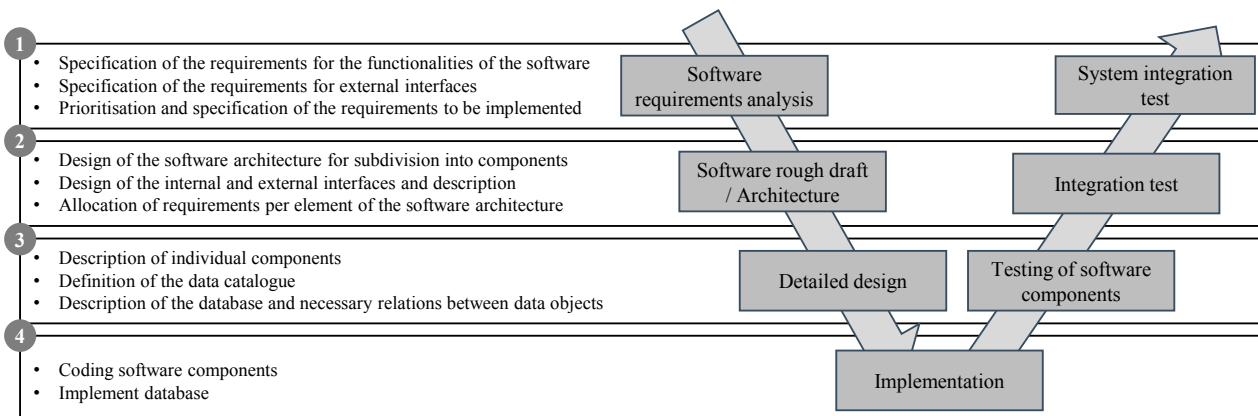 1
• Specification of the requirements for the functionalities of the software
• Specification of the requirements for external interfaces
• Prioritisation and specification of the requirements to be implemented
Software
requirements analysis
System integration
test
2
• Design of the software architecture for subdivision into components
• Design of the internal and external interfaces and description
• Allocation of requirements per element of the software architecture
Software rough draft
/ Architecture
Integration test
3
• Description of individual components
• Definition of the data catalogue
• Description of the database and necessary relations between data objects
Detailed design
Testing of software
components
4
• Coding software components
• Implement database
Implementation